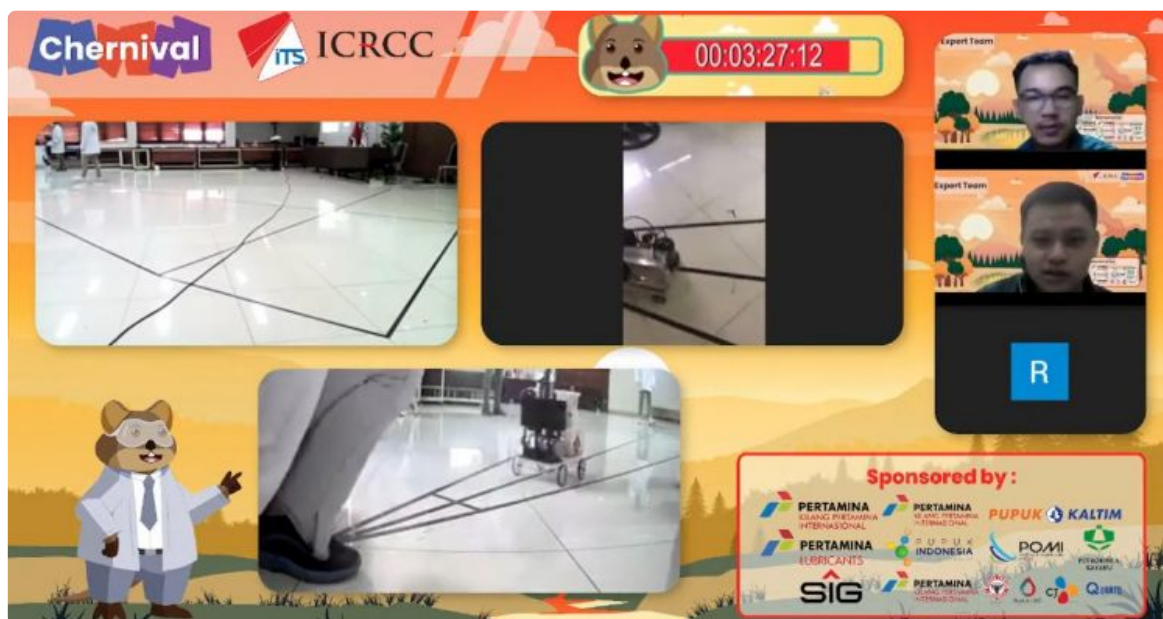 Chernival
iTS
ICRCC
00:03:27:12
Expert Team
Expert Team
R
Sponsored by :
PERTAMINA
KILANG PERTAMINA
INTERNASIONAL
PERTAMINA
KILANG PERTAMINA
INTERNASIONAL
PUPUK KALTIM
PERTAMINA
LUBRICANTS
PUPUK
INDONESIA
POMI
SIG
PERTAMINA
KILANG PERTAMINA
INTERNASIONAL
CJ